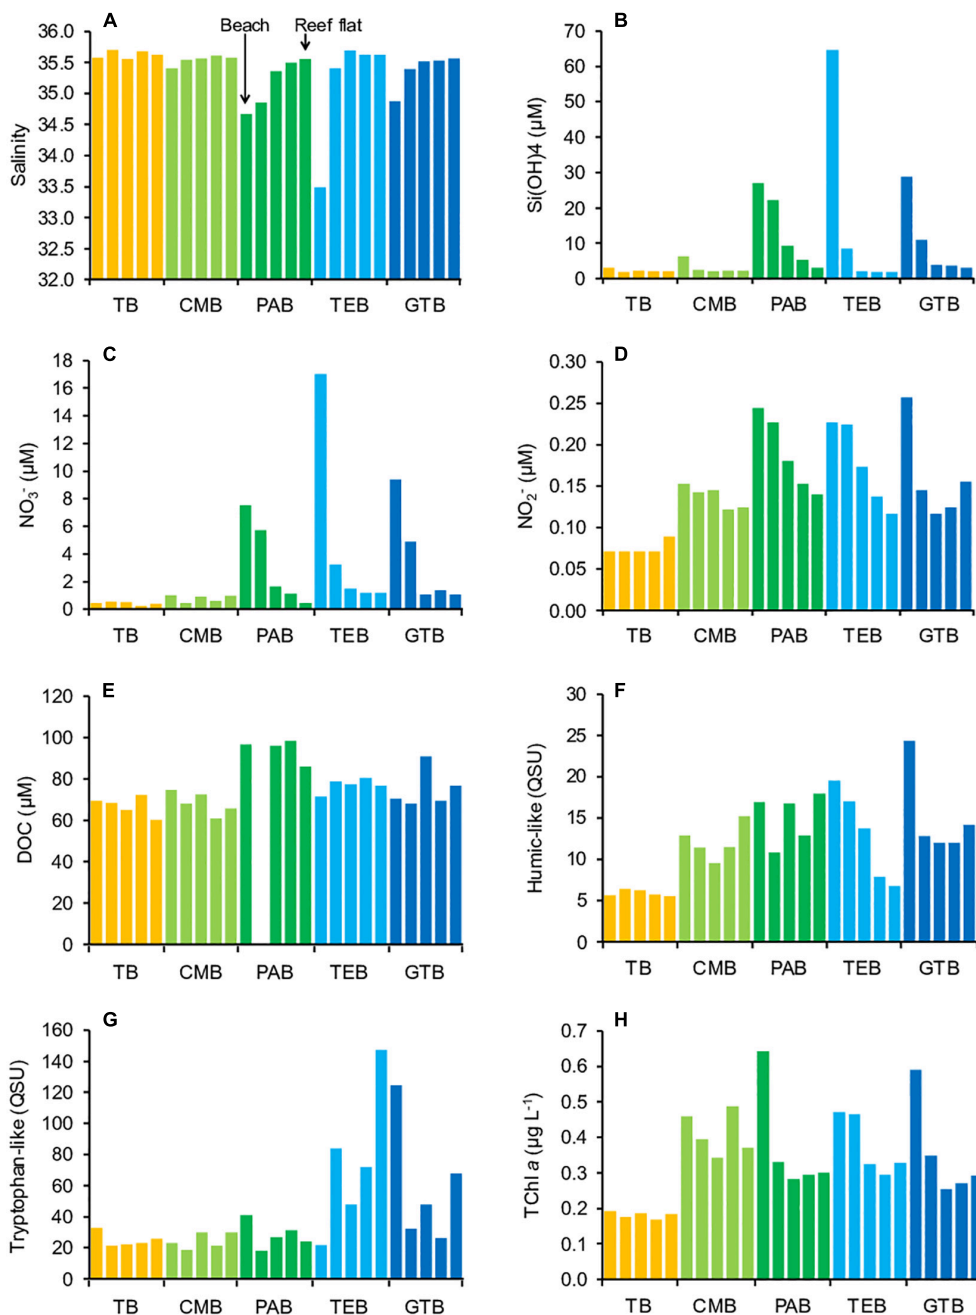 A
Beach
Reef flat
Salinity
36.0
35.5
35.0
34.5
34.0
33.5
33.0
32.5
32.0
TB
CMB
PAB
TEB
GTB
B
Si(OH)4 (μM)
70
60
50
40
30
20
10
0
TB
CMB
PAB
TEB
GTB
C
NO₃⁻ (μM)
18
16
14
12
10
8
6
4
2
0
TB
CMB
PAB
TEB
GTB
D
NO₂⁻ (μM)
0.30
0.25
0.20
0.15
0.10
0.05
0.00
TB
CMB
PAB
TEB
GTB
E
DOC (μM)
120
100
80
60
40
20
0
TB
CMB
PAB
TEB
GTB
F
Humic-like (QSU)
30
25
20
15
10
5
0
TB
CMB
PAB
TEB
GTB
G
Tryptophan-like (QSU)
160
140
120
100
80
60
40
20
0
TB
CMB
PAB
TEB
GTB
H
TChl a (μg L⁻¹)
0.7
0.6
0.5
0.4
0.3
0.2
0.1
0.0
TB
CMB
PAB
TEB
GTB